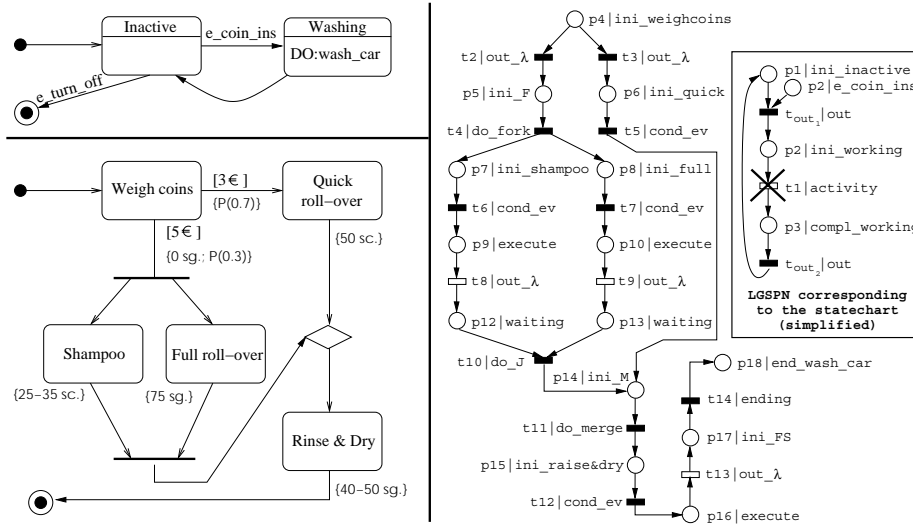 Inactive
Washing
e_coin_ins
DO:wash_car
e_turn_off
Weigh coins
[3€]
{P(0.7)}
Quick
roll−over
[5€]
{0 sg.; P(0.3)}
{50 sc.}
Shampoo
Full roll−over
{25−35 sc.}
{75 sg.}
Rinse & Dry
{40−50 sg.}
p4|ini_weighcoins
t2|out_λ
t3|out_λ
p5|ini_F
p6|ini_quick
t4|do_fork
t5|cond_ev
p7|ini_shampoo
p8|ini_full
t6|cond_ev
t7|cond_ev
p9|execute
p10|execute
t8|out_λ
t9|out_λ
p12|waiting
p13|waiting
t10|do_J
p14|ini_M
t11|do_merge
p15|ini_raise&dry
t12|cond_ev
p16|execute
t13|out_λ
p17|ini_FS
t14|ending
p18|end_wash_car
p1|ini_inactive
p2|e_coin_ins
tout1|out
p2|ini_working
t1|activity
p3|compl_working
tout2|out
LGSPN corresponding
to the statechart
(simplified)